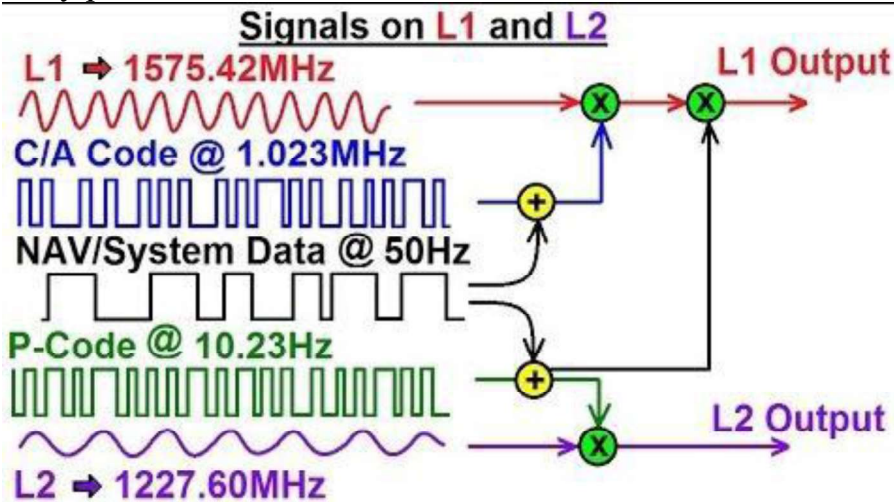 Signals on L1 and L2
L1 ➡ 1575.42MHz
L1 Output
X
X
C/A Code @ 1.023MHz
+
NAV/System Data @ 50Hz
P-Code @ 10.23Hz
+
L2 Output
X
L2 ➡ 1227.60MHz